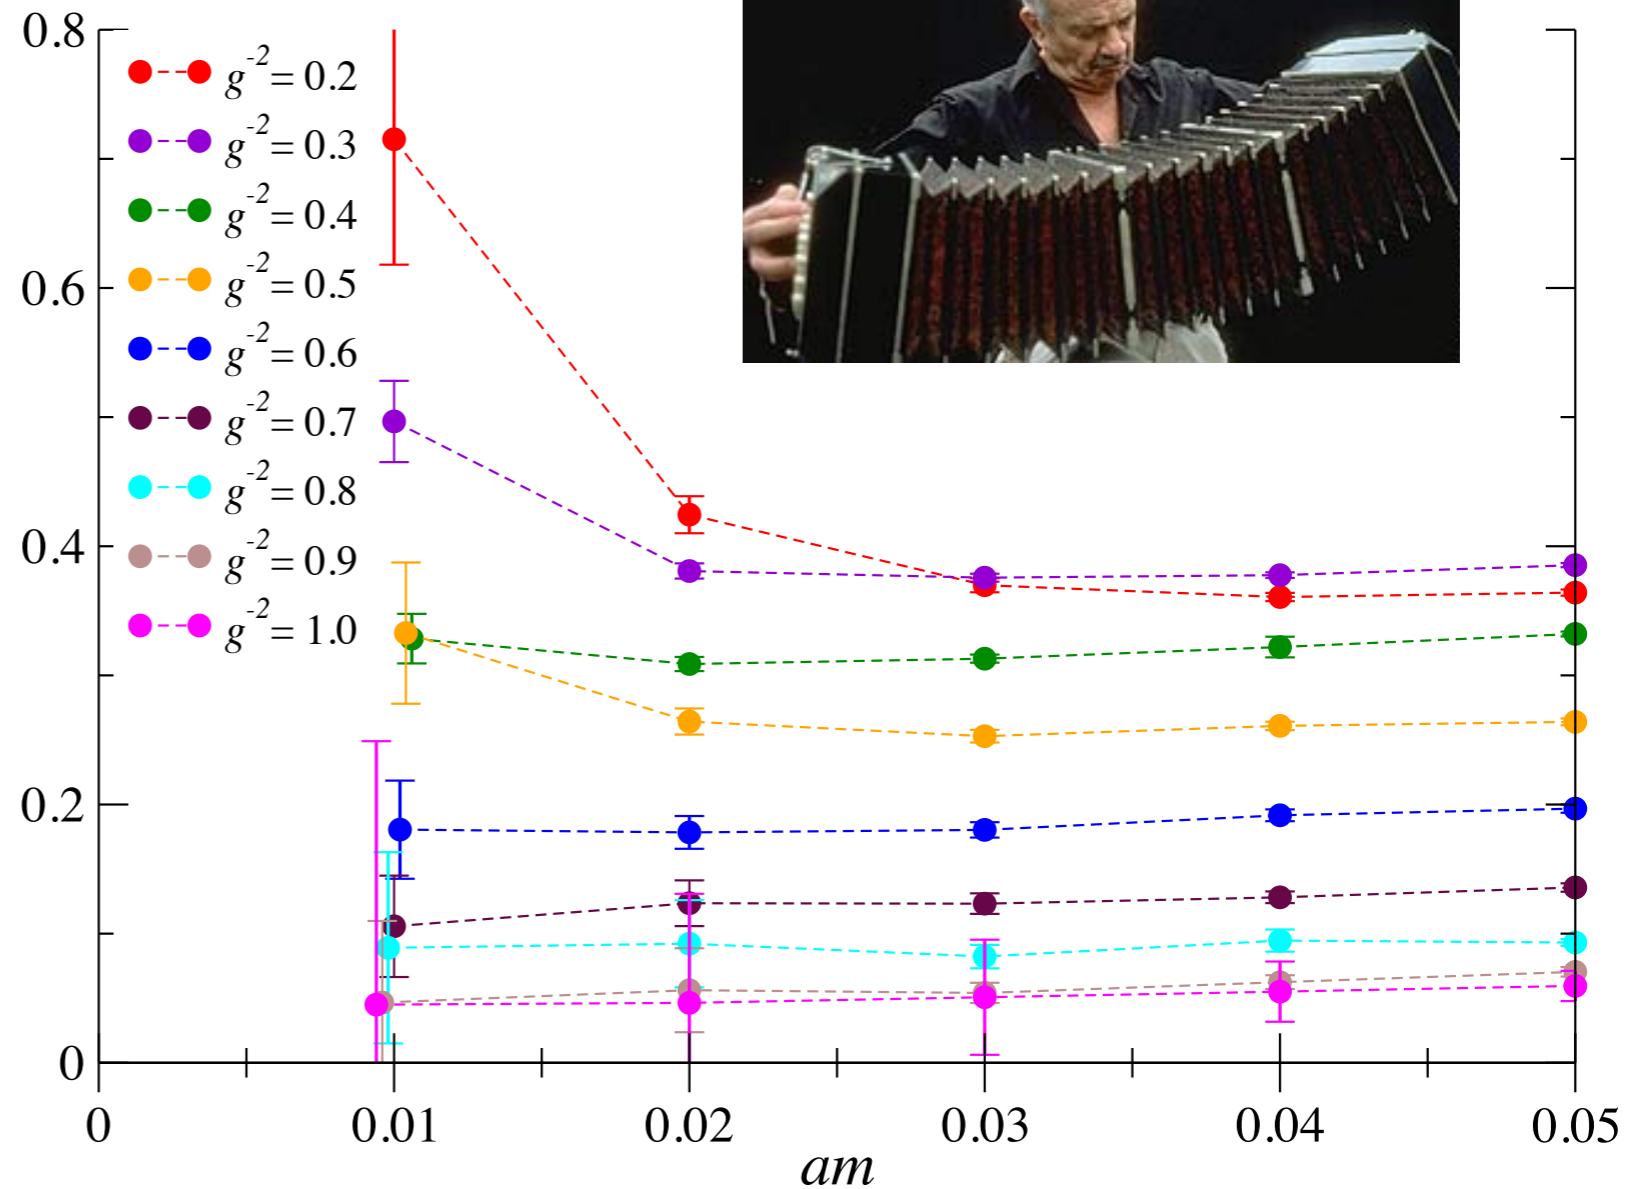 0.8
0.6
0.4
0.2
0
g⁻² = 0.2
g⁻² = 0.3
g⁻² = 0.4
g⁻² = 0.5
g⁻² = 0.6
g⁻² = 0.7
g⁻² = 0.8
g⁻² = 0.9
g⁻² = 1.0
0 0.01 0.02 0.03 0.04 0.05
am